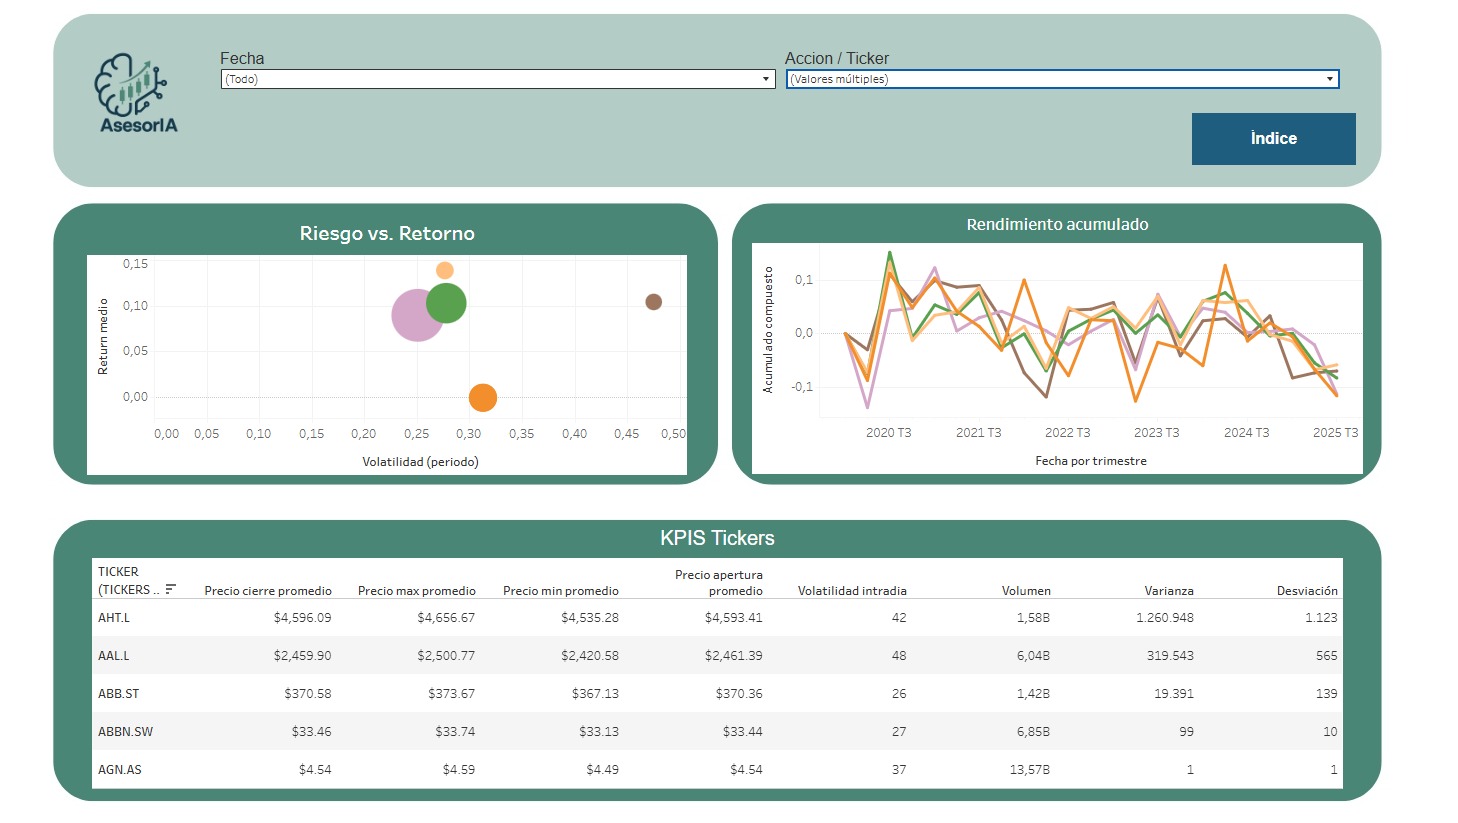 AsesorIA
Fecha
(Todo)
Accion / Ticker
(Valores múltiples)
Índice
Riesgo vs. Retorno
Return medio
0,15
0,10
0,05
0,00
0,00 0,05 0,10 0,15 0,20 0,25 0,30 0,35 0,40 0,45 0,50
Volatilidad (periodo)
Rendimiento acumulado
Acumulado compuesto
0,1
0,0
-0,1
2020 T3 2021 T3 2022 T3 2023 T3 2024 T3 2025 T3
Fecha por trimestre
KPIS Tickers
TICKER
(TICKERS .. Precio cierre promedio Precio max promedio Precio min promedio Precio apertura promedio Volatilidad intradia Volumen Varianza Desviación
AHT.L $4,596.09 $4,656.67 $4,535.28 $4,593.41 42 1,58B 1.260.948 1.123
AAL.L $2,459.90 $2,500.77 $2,420.58 $2,461.39 48 6,04B 319.543 565
ABB.ST $370.58 $373.67 $367.13 $370.36 26 1,42B 19.391 139
ABBN.SW $33.46 $33.74 $33.13 $33.44 27 6,85B 99 10
AGN.AS $4.54 $4.59 $4.49 $4.54 37 13,57B 1 1